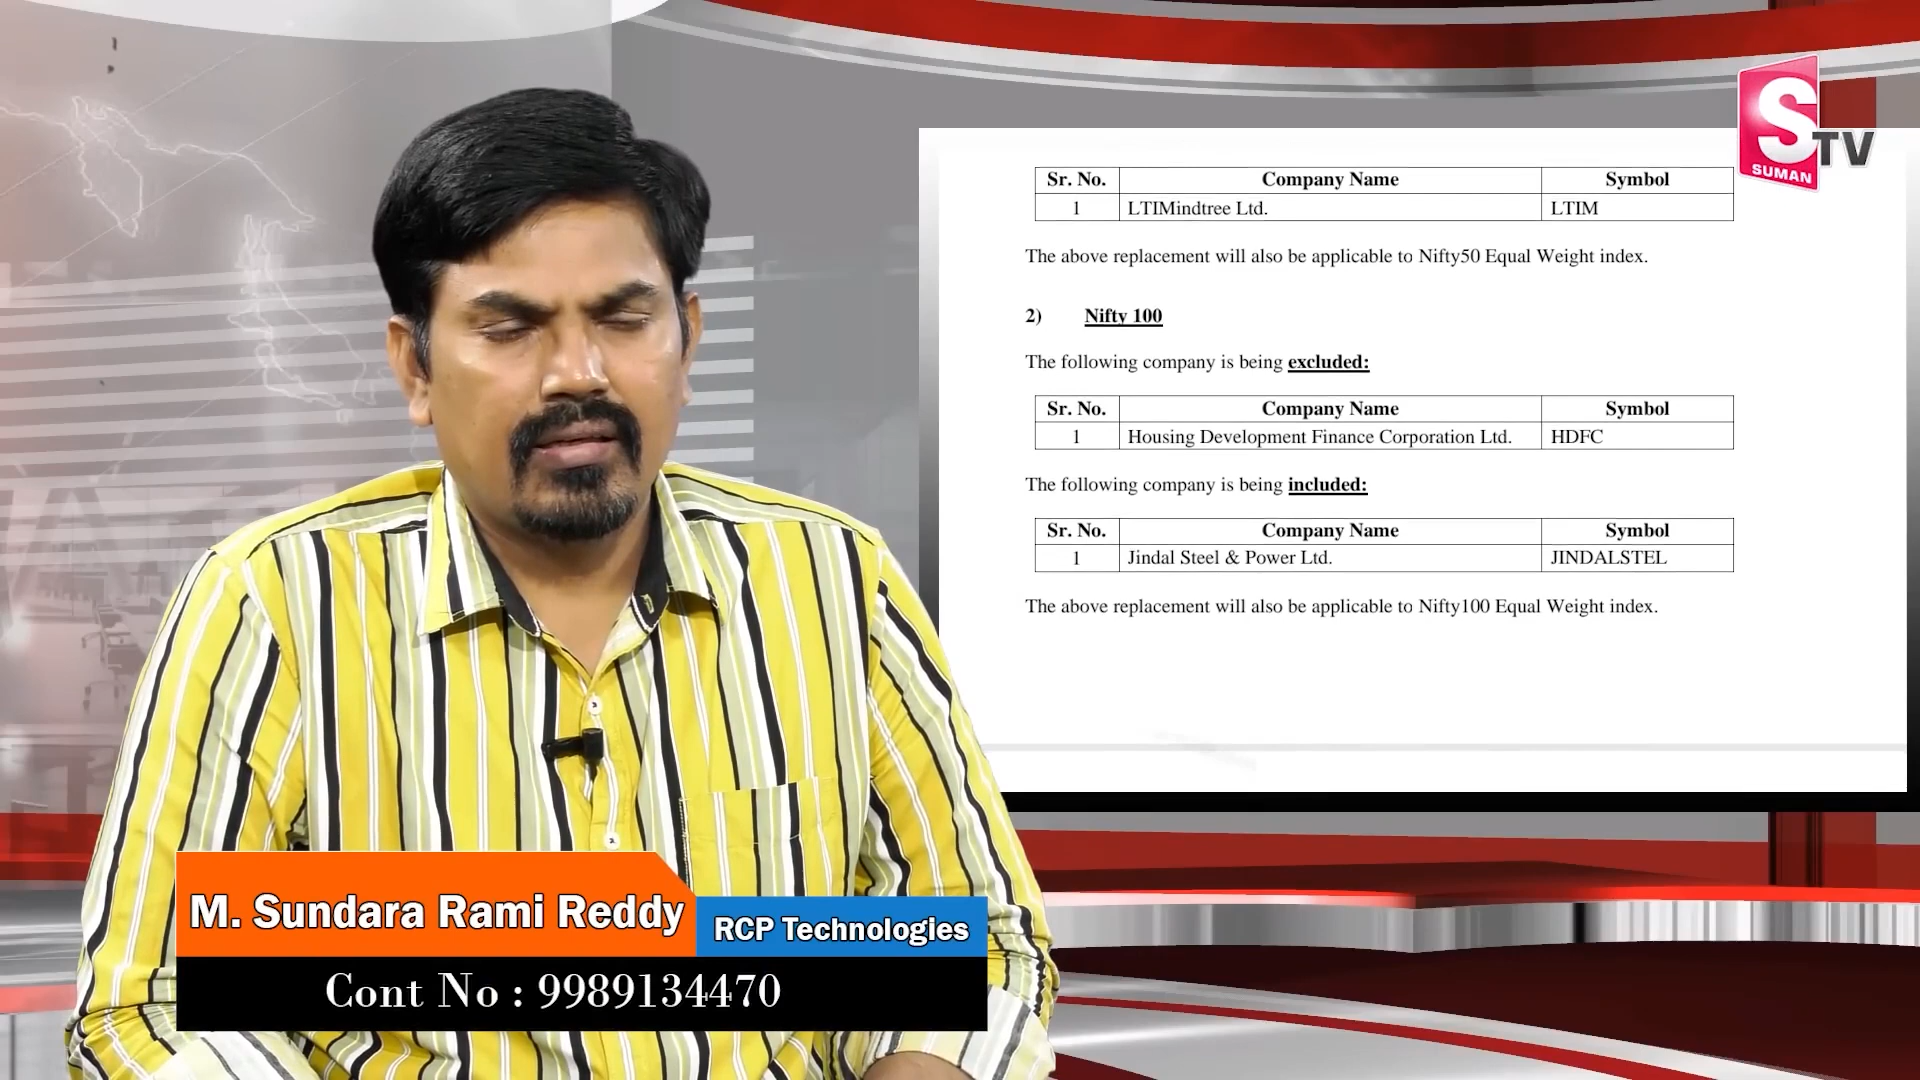 S
TV
SUMAN
Sr. No. Company Name Symbol
1 LTIMindtree Ltd. LTIM
The above replacement will also be applicable to Nifty50 Equal Weight index.
2) Nifty 100
The following company is being excluded:
Sr. No. Company Name Symbol
1 Housing Development Finance Corporation Ltd. HDFC
The following company is being included:
Sr. No. Company Name Symbol
1 Jindal Steel & Power Ltd. JINDALSTEL
The above replacement will also be applicable to Nifty100 Equal Weight index.
M. Sundara Rami Reddy
RCP Technologies
Cont No : 9989134470